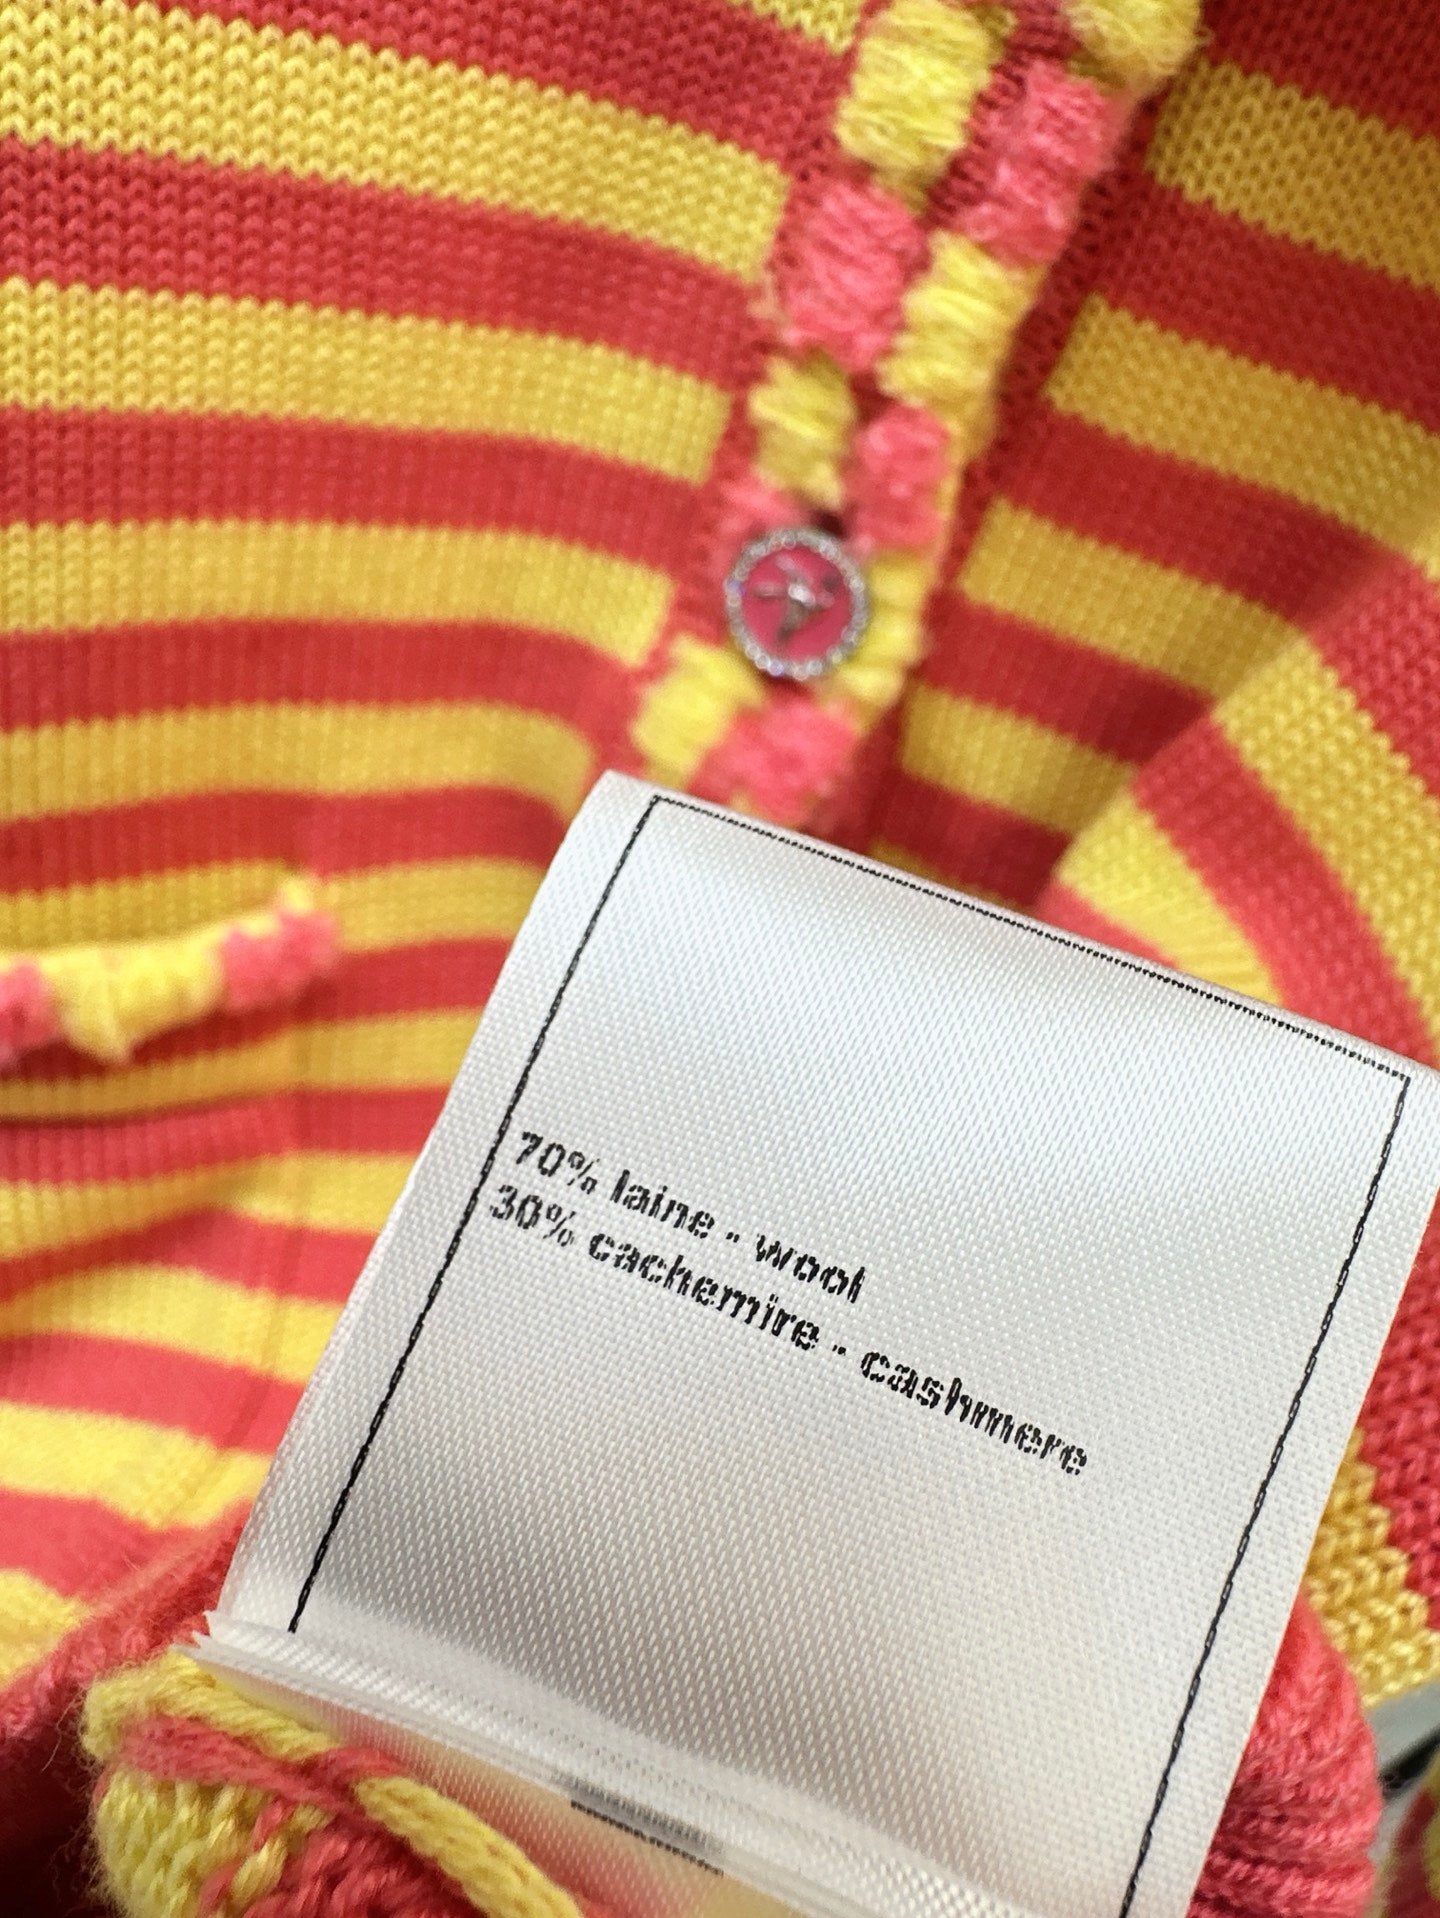 70% laine - wool
30% cachemire - cashmere